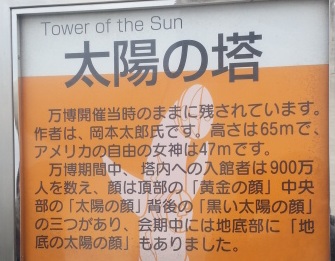 Tower of the Sun
太陽の塔
万博開催当時のままに残されています。
作者は、岡本太郎氏です。高さは65mで、
アメリカの自由の女神は47mです。
万博期間中、塔内への入館者は900万
人を数え、顔は頂部の「黄金の顔」中央
部の「太陽の顔」背後の「黒い太陽の顔」
の三つがあり、会期中には地底部に「地
底の太陽の顔」もありました。